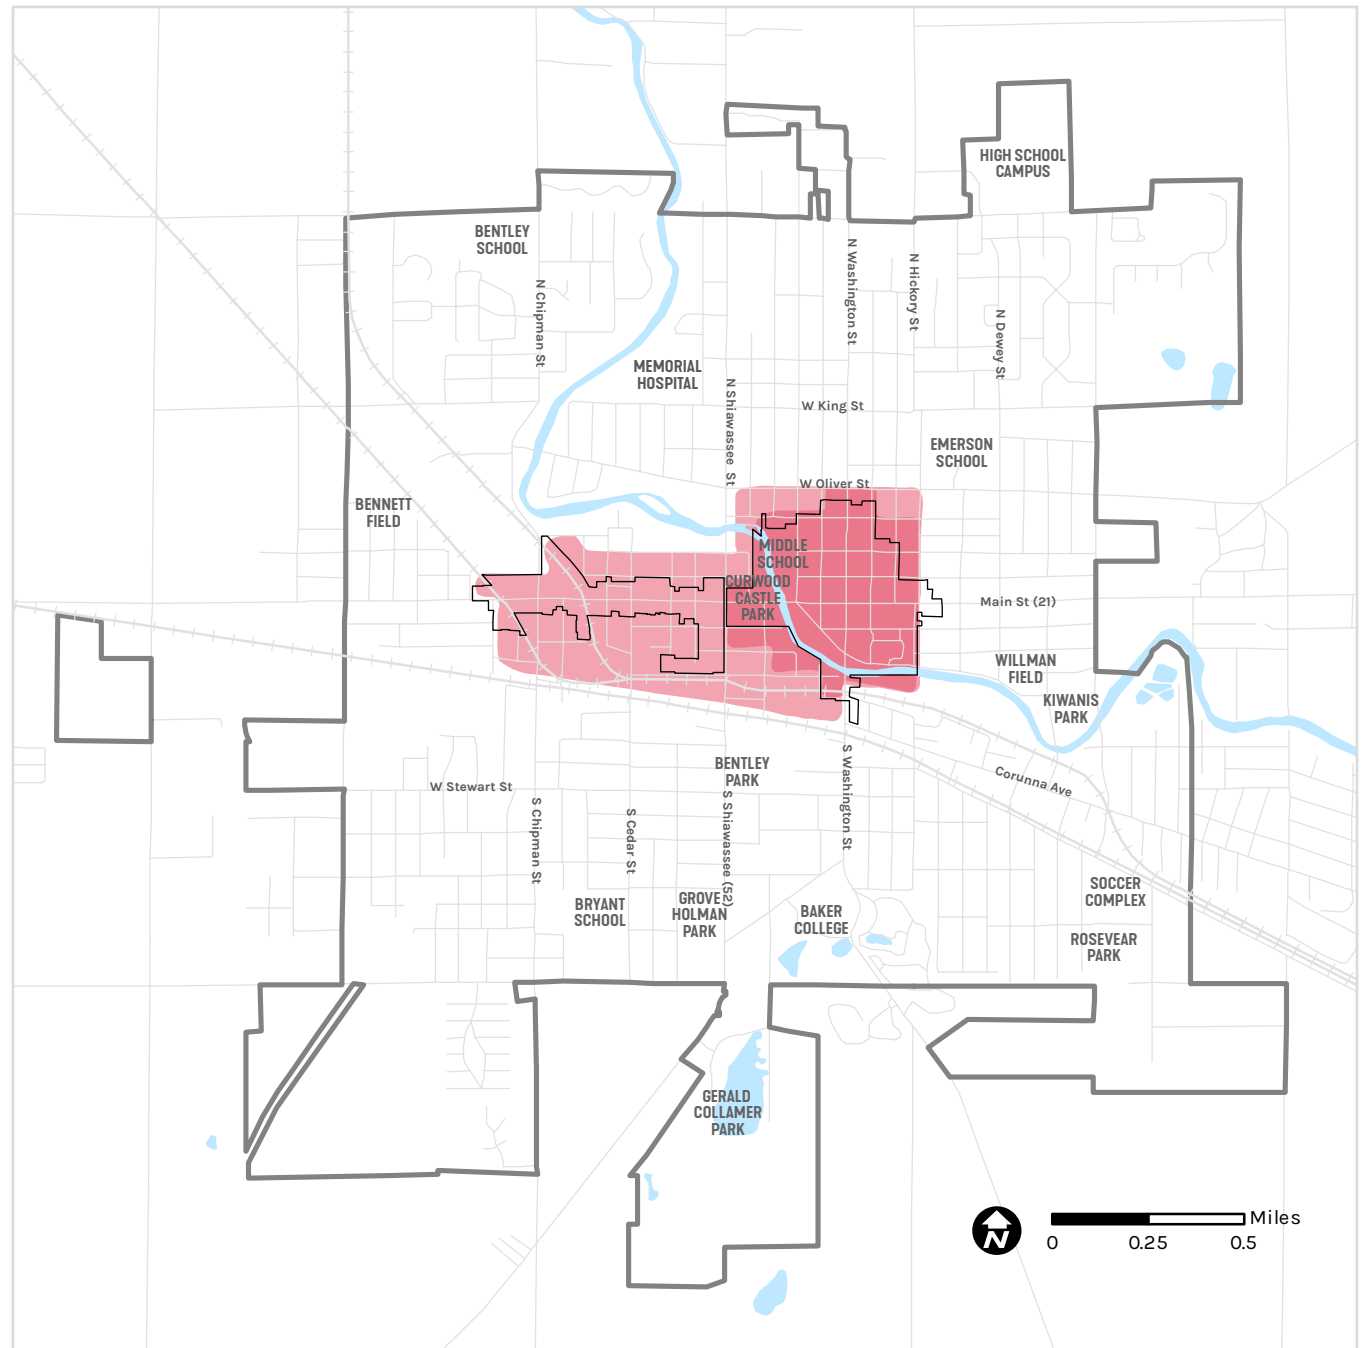 HIGH SCHOOL
CAMPUS
BENTLEY
SCHOOL
N Chipman St
N Washington St
N Hickory St
N Dewey St
MEMORIAL
HOSPITAL
N Shiawassee St
W King St
EMERSON
SCHOOL
W Oliver St
BENNETT
FIELD
MIDDLE
SCHOOL
CURWOOD
CASTLE
PARK
Main St (21)
WILLMAN
FIELD
KIWANIS
PARK
BENTLEY
PARK
W Stewart St
S Chipman St
S Cedar St
S Shiawassee (52)
S Washington St
Corunna Ave
SOCCER
COMPLEX
BRYANT
SCHOOL
GROVE
HOLMAN
PARK
BAKER
COLLEGE
ROSEVEAR
PARK
GERALD
COLLAMER
PARK
N
Miles
0 0.25 0.5